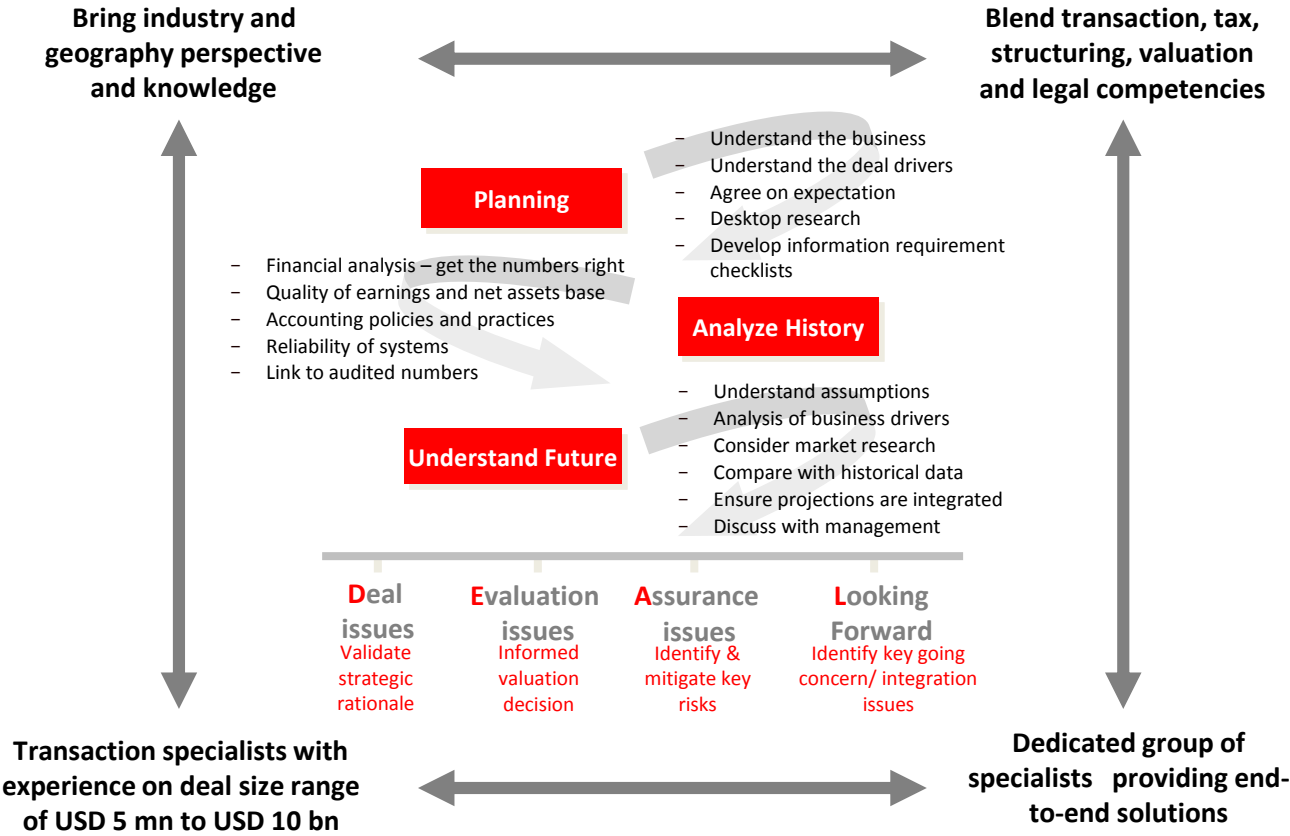 Bring industry and
geography perspective
and knowledge
Blend transaction, tax,
structuring, valuation
and legal competencies
Planning
− Understand the business
− Understand the deal drivers
− Agree on expectation
− Desktop research
− Develop information requirement
checklists
− Financial analysis – get the numbers right
− Quality of earnings and net assets base
− Accounting policies and practices
− Reliability of systems
− Link to audited numbers
Analyze History
Understand Future
− Understand assumptions
− Analysis of business drivers
− Consider market research
− Compare with historical data
− Ensure projections are integrated
− Discuss with management
Deal
issues
Validate
strategic
rationale
Evaluation
issues
Informed
valuation
decision
Assurance
issues
Identify &
mitigate key
risks
Looking
Forward
Identify key going
concern/ integration
issues
Transaction specialists with
experience on deal size range
of USD 5 mn to USD 10 bn
Dedicated group of
specialists providing end-
to-end solutions